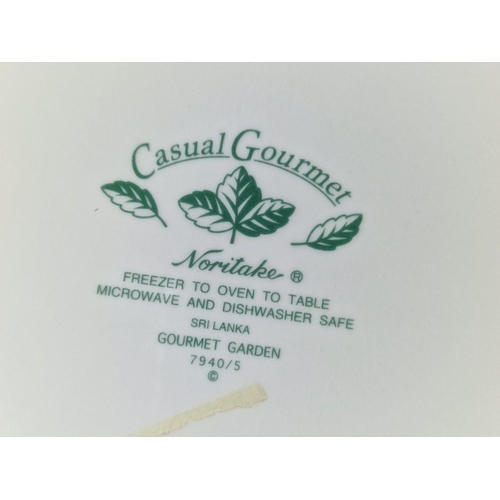 Casual Gourmet
Noritake ®
FREEZER TO OVEN TO TABLE
MICROWAVE AND DISHWASHER SAFE
SRI LANKA
GOURMET GARDEN
7940/5
©